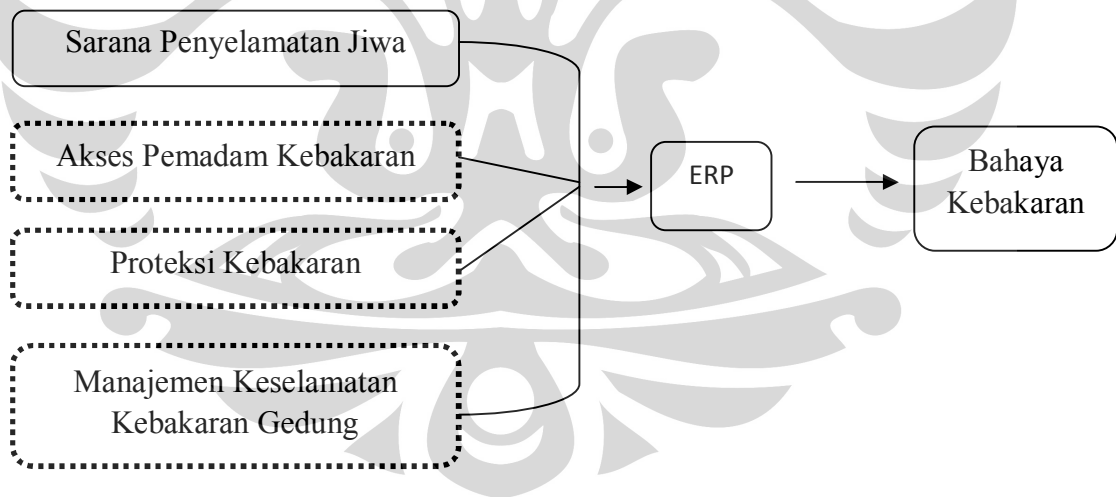 Sarana Penyelamatan Jiwa
Akses Pemadam Kebakaran
Proteksi Kebakaran
Manajemen Keselamatan
Kebakaran Gedung
ERP
Bahaya
Kebakaran